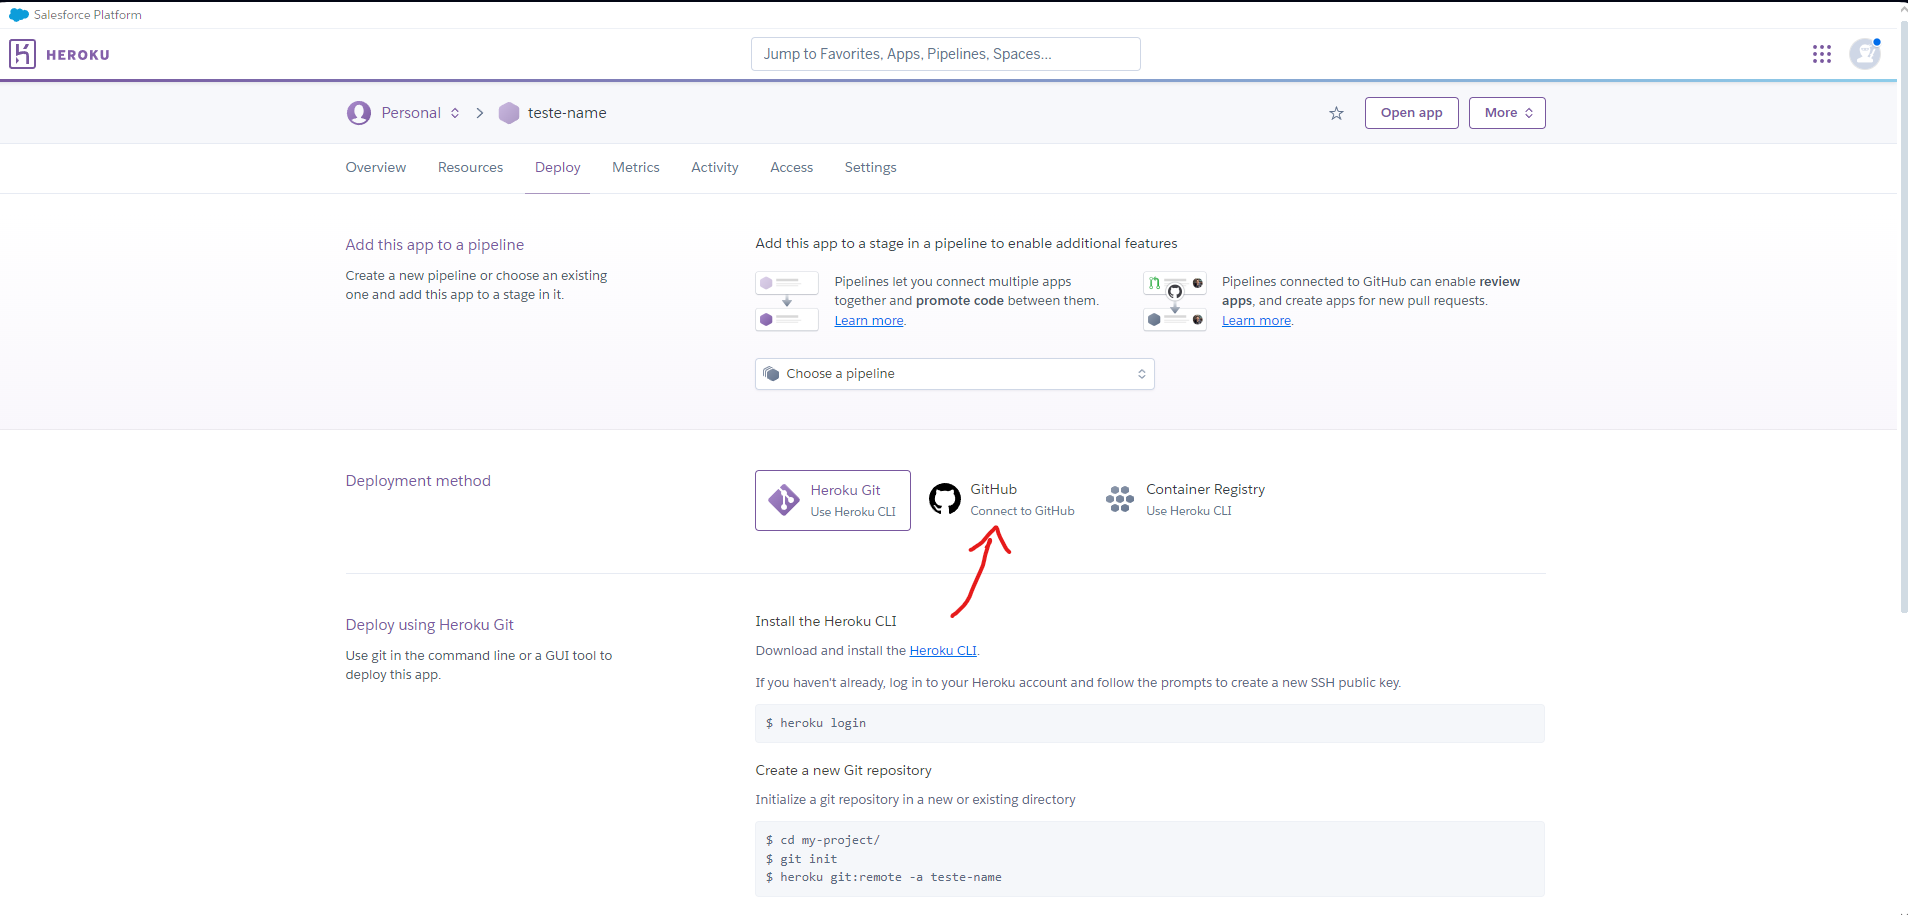 Salesforce Platform
HEROKU
Jump to Favorites, Apps, Pipelines, Spaces...
Personal
teste-name
Open app
More
Overview
Resources
Deploy
Metrics
Activity
Access
Settings
Add this app to a pipeline
Create a new pipeline or choose an existing
one and add this app to a stage in it.
Add this app to a stage in a pipeline to enable additional features
Pipelines let you connect multiple apps
together and promote code between them.
Learn more.
Pipelines connected to GitHub can enable review
apps, and create apps for new pull requests.
Learn more.
Choose a pipeline
Deployment method
Heroku Git
Use Heroku CLI
GitHub
Connect to GitHub
Container Registry
Use Heroku CLI
Deploy using Heroku Git
Use git in the command line or a GUI tool to
deploy this app.
Install the Heroku CLI
Download and install the Heroku CLI.
If you haven't already, log in to your Heroku account and follow the prompts to create a new SSH public key.
$ heroku login
Create a new Git repository
Initialize a git repository in a new or existing directory
$ cd my-project/
$ git init
$ heroku git:remote -a teste-name